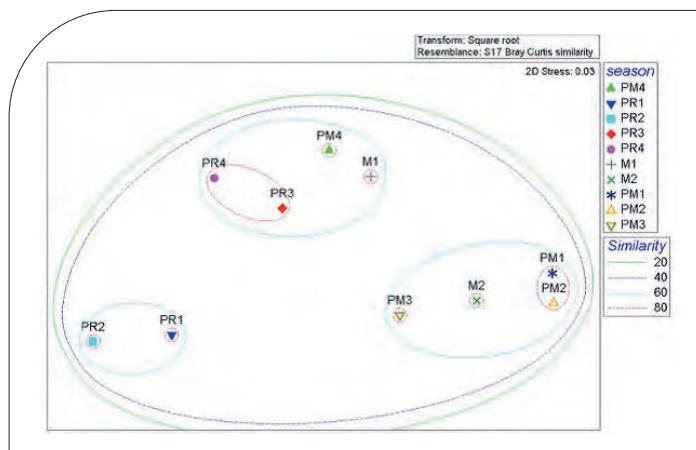 Transform: Square root
Resemblance: S17 Bray Curtis similarity
2D Stress: 0.03
PM4
M1
PR4
PR3
PM1
PM2
M2
PM3
PR1
PR2
season
PM4
PR1
PR2
PR3
PR4
M1
M2
PM1
PM2
PM3
Similarity
20
40
60
80